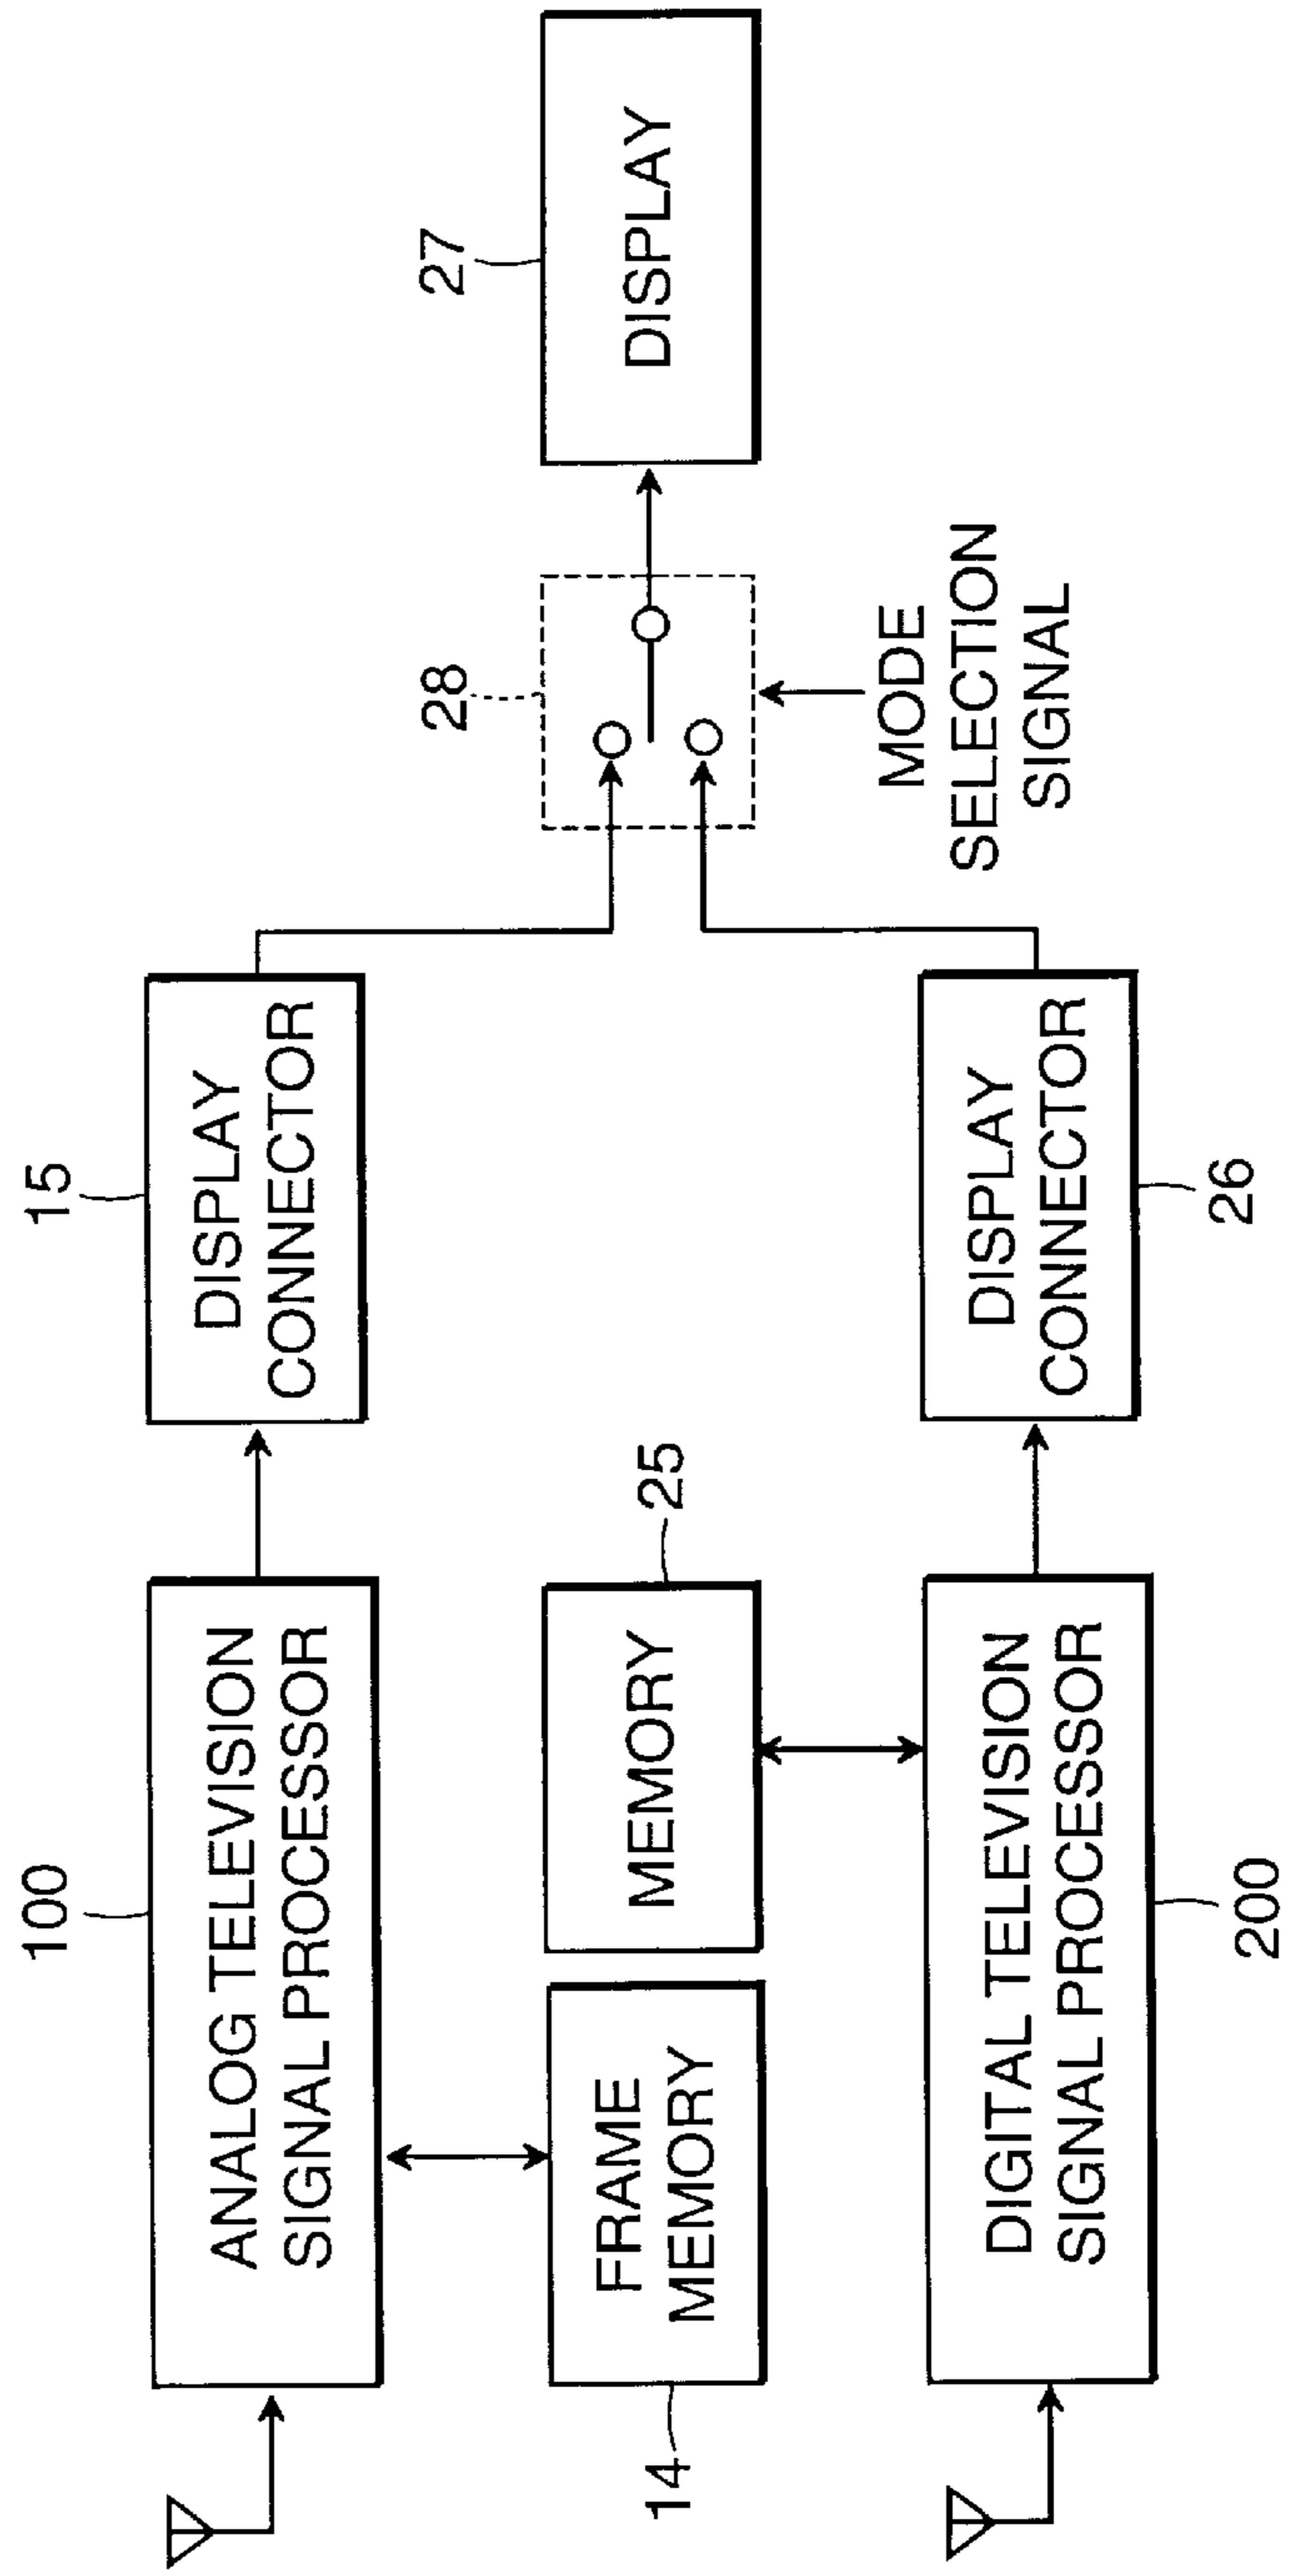 100
ANALOG TELEVISION
SIGNAL PROCESSOR
15
DISPLAY
CONNECTOR
14
FRAME
MEMORY
25
MEMORY
28
27
DISPLAY
MODE
SELECTION
SIGNAL
DIGITAL TELEVISION
SIGNAL PROCESSOR
200
DISPLAY
CONNECTOR
26